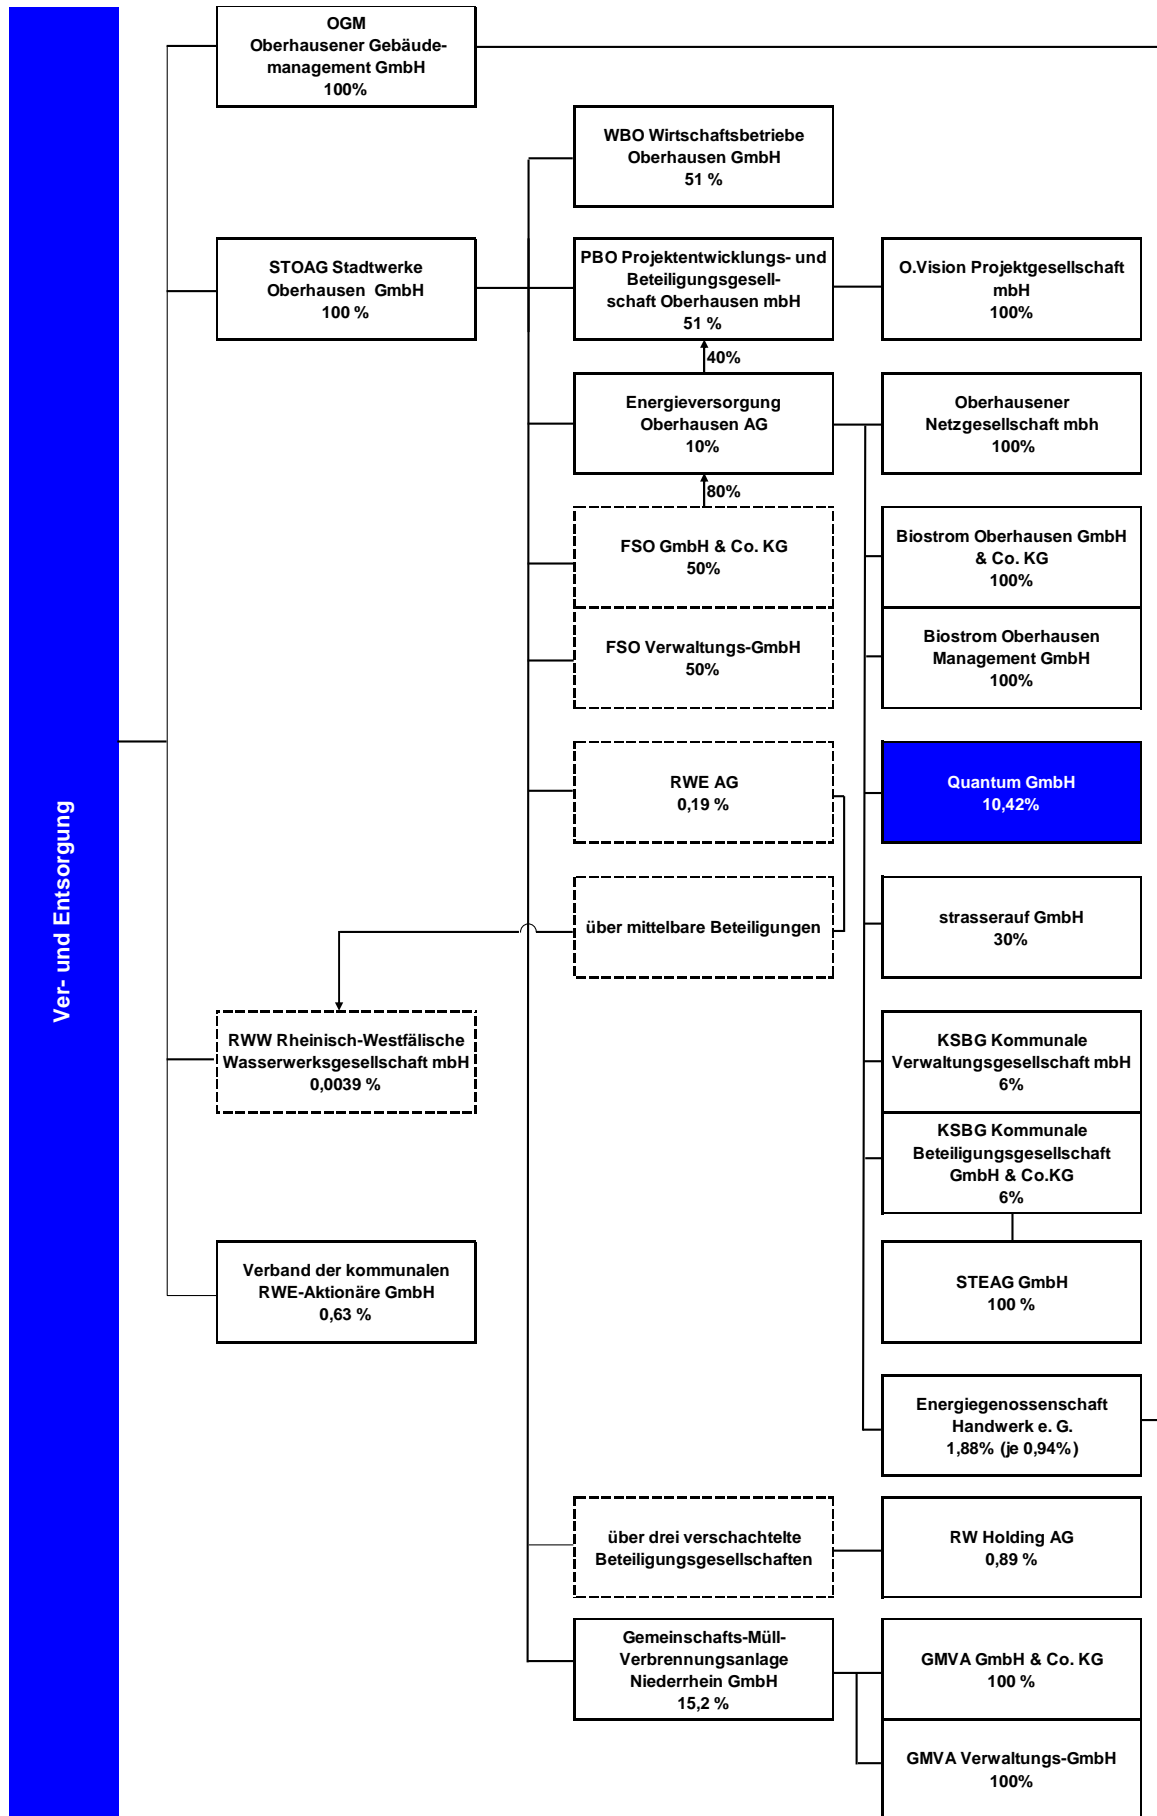 Ver- und Entsorgung
OGM
Oberhausener Gebäude-
management GmbH
100%
WBO Wirtschaftsbetriebe
Oberhausen GmbH
51 %
STOAG Stadtwerke
Oberhausen GmbH
100 %
PBO Projektentwicklungs- und
Beteiligungsgesell-
schaft Oberhausen mbH
51 %
O.Vision Projektgesellschaft
mbH
100%
40%
Energieversorgung
Oberhausen AG
10%
Oberhausener
Netzgesellschaft mbh
100%
80%
FSO GmbH & Co. KG
50%
Biostrom Oberhausen GmbH
& Co. KG
100%
FSO Verwaltungs-GmbH
50%
Biostrom Oberhausen
Management GmbH
100%
RWE AG
0,19 %
Quantum GmbH
10,42%
über mittelbare Beteiligungen
strasserauf GmbH
30%
RWW Rheinisch-Westfälische
Wasserwerksgesellschaft mbH
0,0039 %
KSBG Kommunale
Verwaltungsgesellschaft mbH
6%
KSBG Kommunale
Beteiligungsgesellschaft
GmbH & Co.KG
6%
Verband der kommunalen
RWE-Aktionäre GmbH
0,63 %
STEAG GmbH
100 %
Energiegenossenschaft
Handwerk e. G.
1,88% (je 0,94%)
über drei verschachtelte
Beteiligungsgesellschaften
RW Holding AG
0,89 %
Gemeinschafts-Müll-
Verbrennungsanlage
Niederrhein GmbH
15,2 %
GMVA GmbH & Co. KG
100 %
GMVA Verwaltungs-GmbH
100%